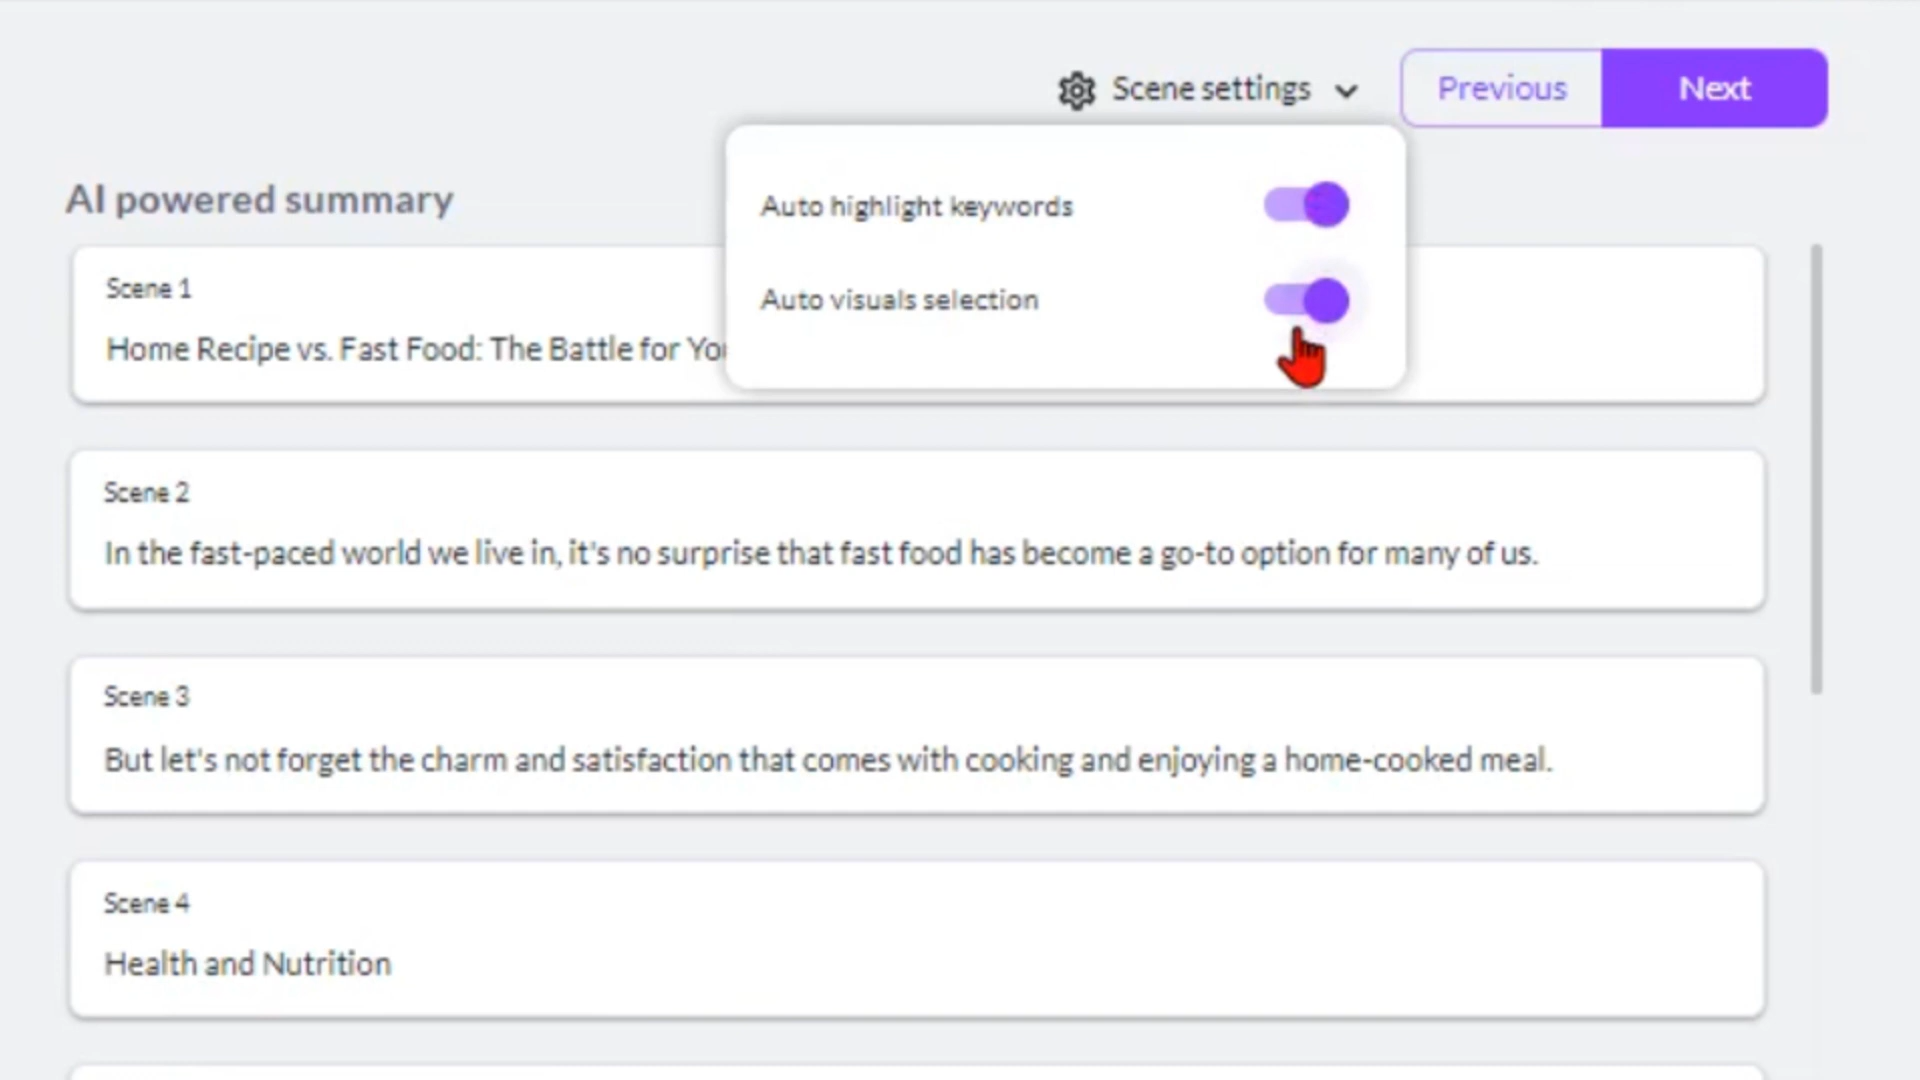 Scene settings
Previous
Next
AI powered summary
Auto highlight keywords
Auto visuals selection
Scene 1
Home Recipe vs. Fast Food: The Battle for
Scene 2
In the fast-paced world we live in, it's no surprise that fast food has become a go-to option for many of us.
Scene 3
But let's not forget the charm and satisfaction that comes with cooking and enjoying a home-cooked meal.
Scene 4
Health and Nutrition